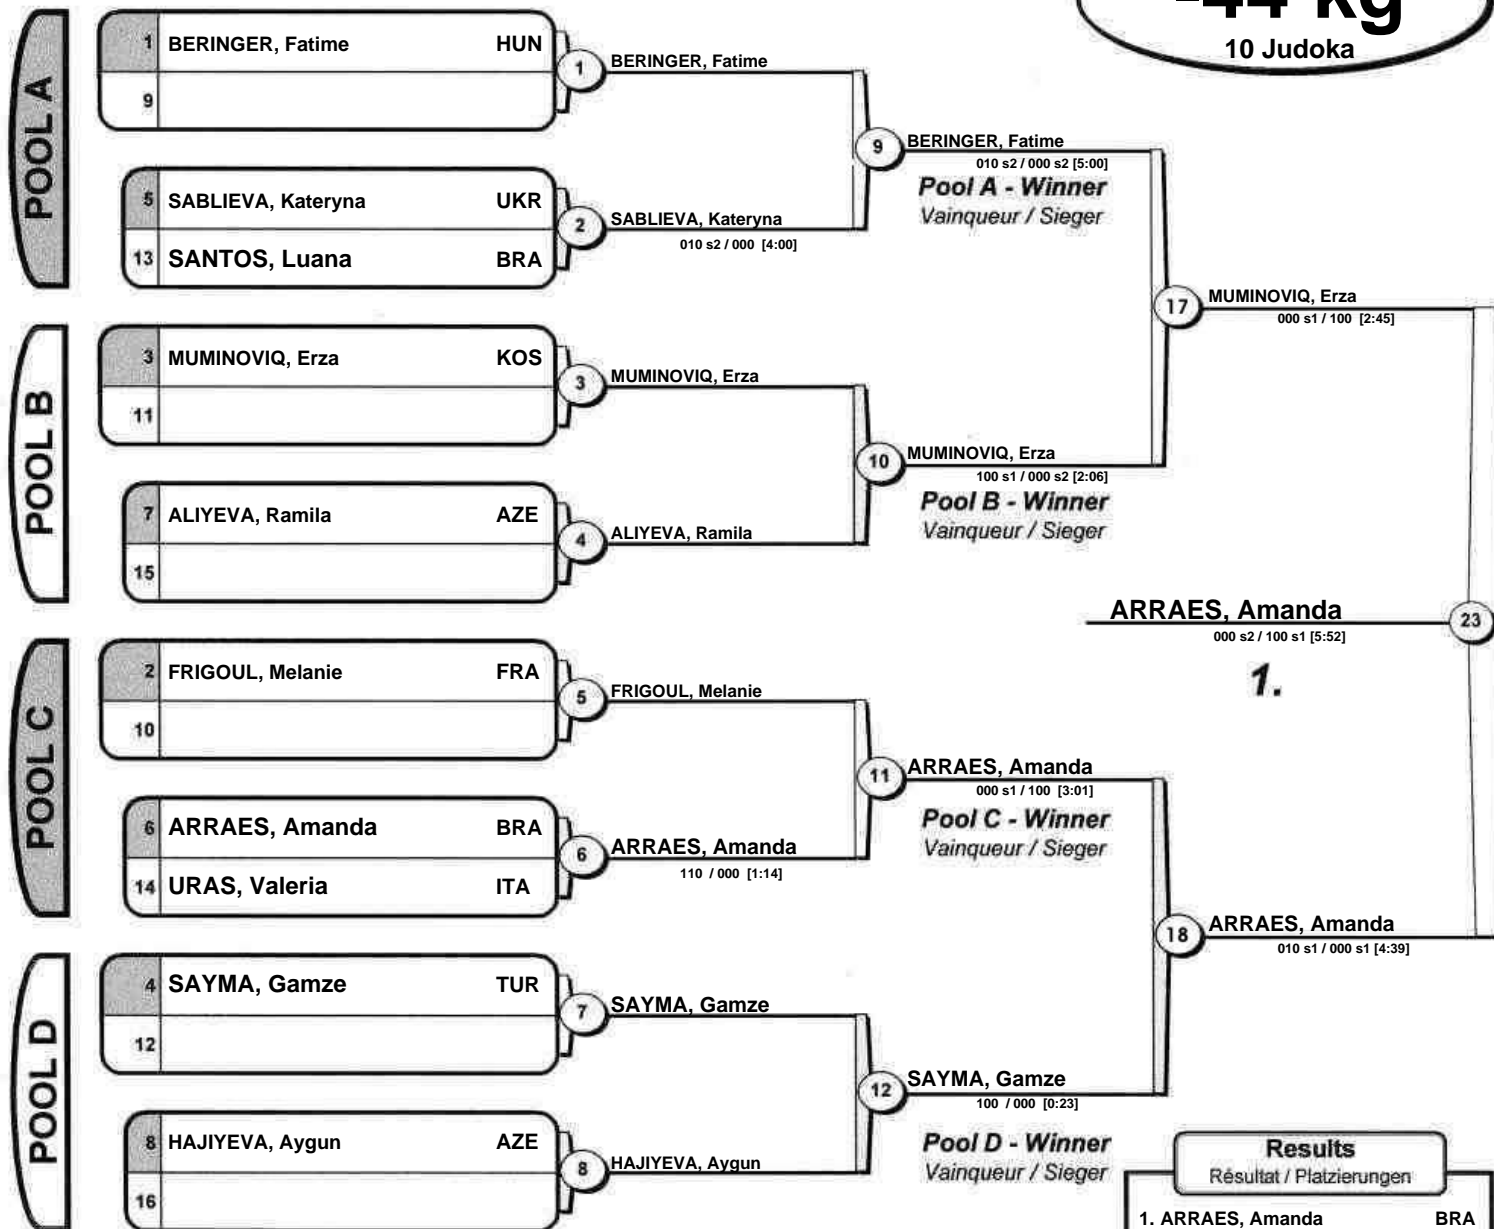 -44 kg
10 Judoka
POOL A
1 BERINGER, Fatime HUN
9
1 BERINGER, Fatime
5 SABLIEVA, Kateryna UKR
13 SANTOS, Luana BRA
2 SABLIEVA, Kateryna
010 s2 / 000 [4:00]
9 BERINGER, Fatime
010 s2 / 000 s2 [5:00]
Pool A - Winner
Vainqueur / Sieger
POOL B
3 MUMINOVIQ, Erza KOS
11
3 MUMINOVIQ, Erza
7 ALIYEVA, Ramila AZE
15
4 ALIYEVA, Ramila
10 MUMINOVIQ, Erza
100 s1 / 000 s2 [2:06]
Pool B - Winner
Vainqueur / Sieger
17 MUMINOVIQ, Erza
000 s1 / 100 [2:45]
ARRAES, Amanda 23
000 s2 / 100 s1 [5:52]
1.
POOL C
2 FRIGOUL, Melanie FRA
10
5 FRIGOUL, Melanie
6 ARRAES, Amanda BRA
14 URAS, Valeria ITA
6 ARRAES, Amanda
110 / 000 [1:14]
11 ARRAES, Amanda
000 s1 / 100 [3:01]
Pool C - Winner
Vainqueur / Sieger
18 ARRAES, Amanda
010 s1 / 000 s1 [4:39]
POOL D
4 SAYMA, Gamze TUR
12
7 SAYMA, Gamze
8 HAJIYEVA, Aygun AZE
16
8 HAJIYEVA, Aygun
12 SAYMA, Gamze
100 / 000 [0:23]
Pool D - Winner
Vainqueur / Sieger
Results
Résultat / Platzierungen
1. ARRAES, Amanda BRA